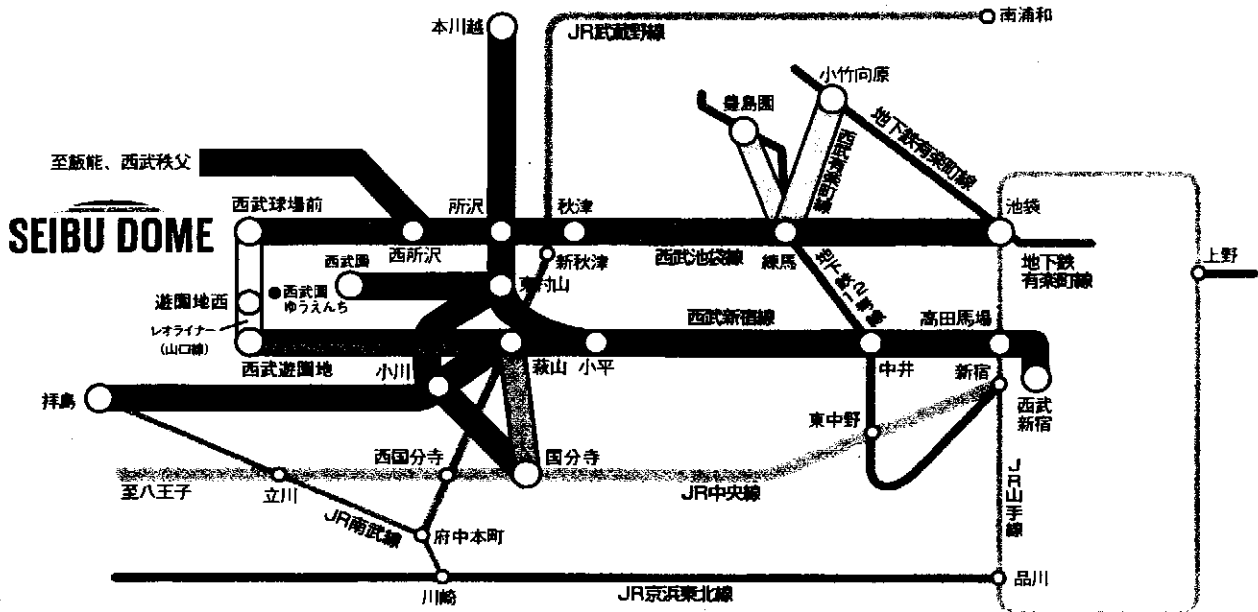 本川越
JR武蔵野線
南浦和
小竹向原
豊島園
地下鉄有楽町線
至飯能、西武秩父
西武有楽町線
西武球場前
所沢
秋津
池袋
SEIBU DOME
西所沢
新秋津
西武池袋線
練馬
地下鉄
有楽町線
上野
西武園
東村山
遊園地西
西武園
ゆうえんち
地下鉄12号線
レオライナー
(山口線)
西武新宿線
高田馬場
西武遊園地
小川
萩山
小平
中井
新宿
拝島
西武
新宿
東中野
西国分寺
国分寺
至八王子
立川
JR中央線
JR山手線
JR南武線
府中本町
川崎
JR京浜東北線
品川